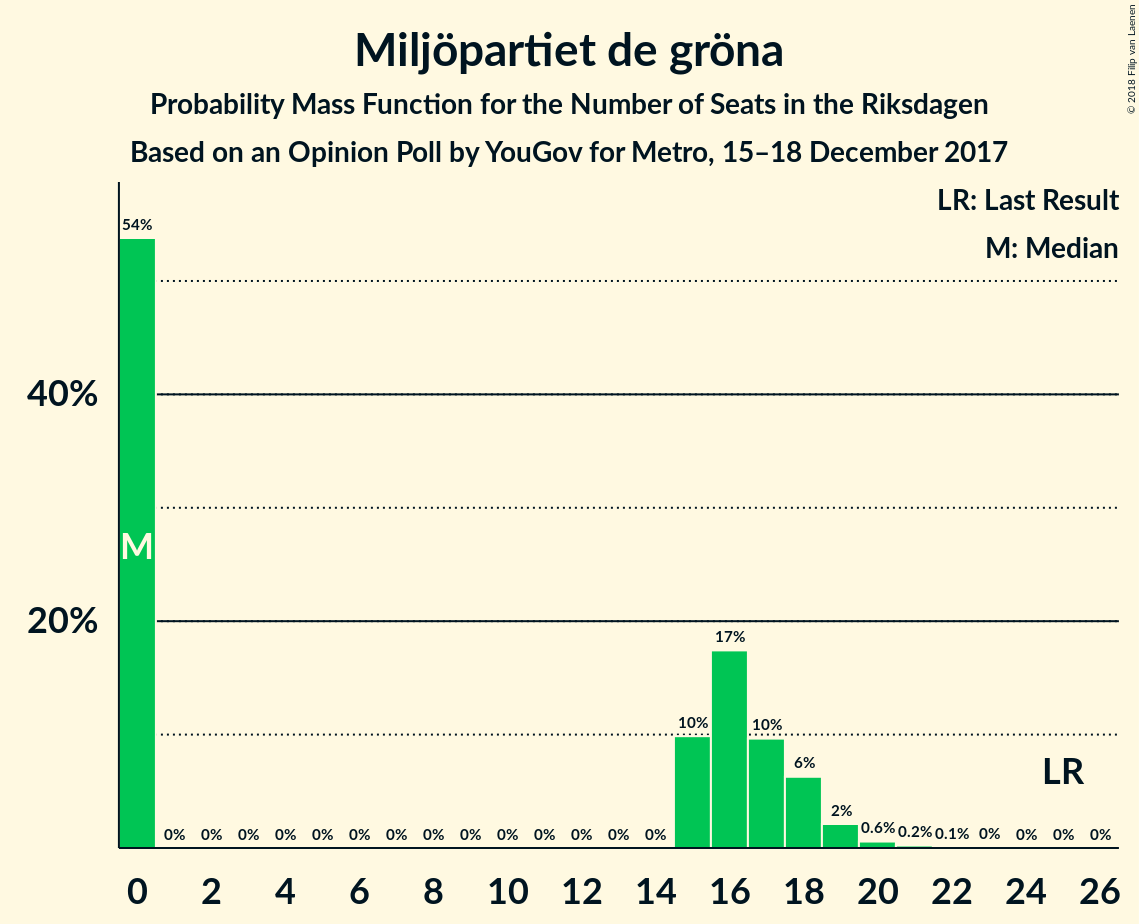 Miljöpartiet de gröna
Probability Mass Function for the Number of Seats in the Riksdagen
Based on an Opinion Poll by YouGov for Metro, 15–18 December 2017
© 2018 Filip van Laenen
LR: Last Result
M: Median
54%
40%
M
20%
17%
10%
10%
6%
LR
2%
0% 0% 0% 0% 0% 0% 0% 0% 0% 0% 0% 0% 0% 0% 0.6% 0.2% 0.1% 0% 0% 0% 0%
0 2 4 6 8 10 12 14 16 18 20 22 24 26